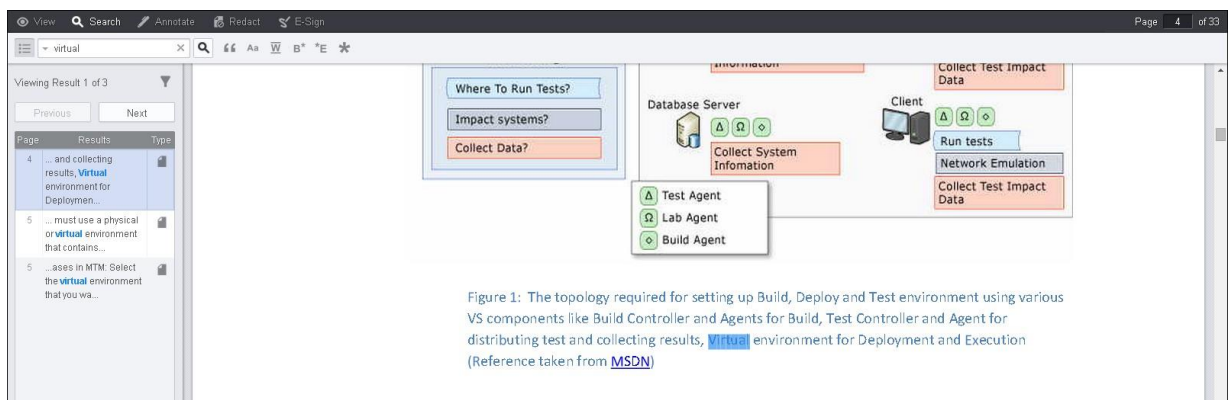 View Search Annotate Redact E-Sign Page 4 of 33
virtual × “ Aa W B* *E *
Viewing Result 1 of 3
Previous Next
Page Results Type
4 ... and collecting
results, Virtual
environment for
Deploymen...
5 ... must use a physical
or virtual environment
that contains...
5 ...ases in MTM: Select
the virtual environment
that you wa...
Where To Run Tests?
Impact systems?
Collect Data?
Information
Database Server
Δ Ω ◇
Collect System
Infomation
Collect Test Impact
Data
Client
Δ Ω ◇
Run tests
Network Emulation
Collect Test Impact
Data
Δ Test Agent
Ω Lab Agent
◇ Build Agent
Figure 1: The topology required for setting up Build, Deploy and Test environment using various
VS components like Build Controller and Agents for Build, Test Controller and Agent for
distributing test and collecting results, Virtual environment for Deployment and Execution
(Reference taken from MSDN)